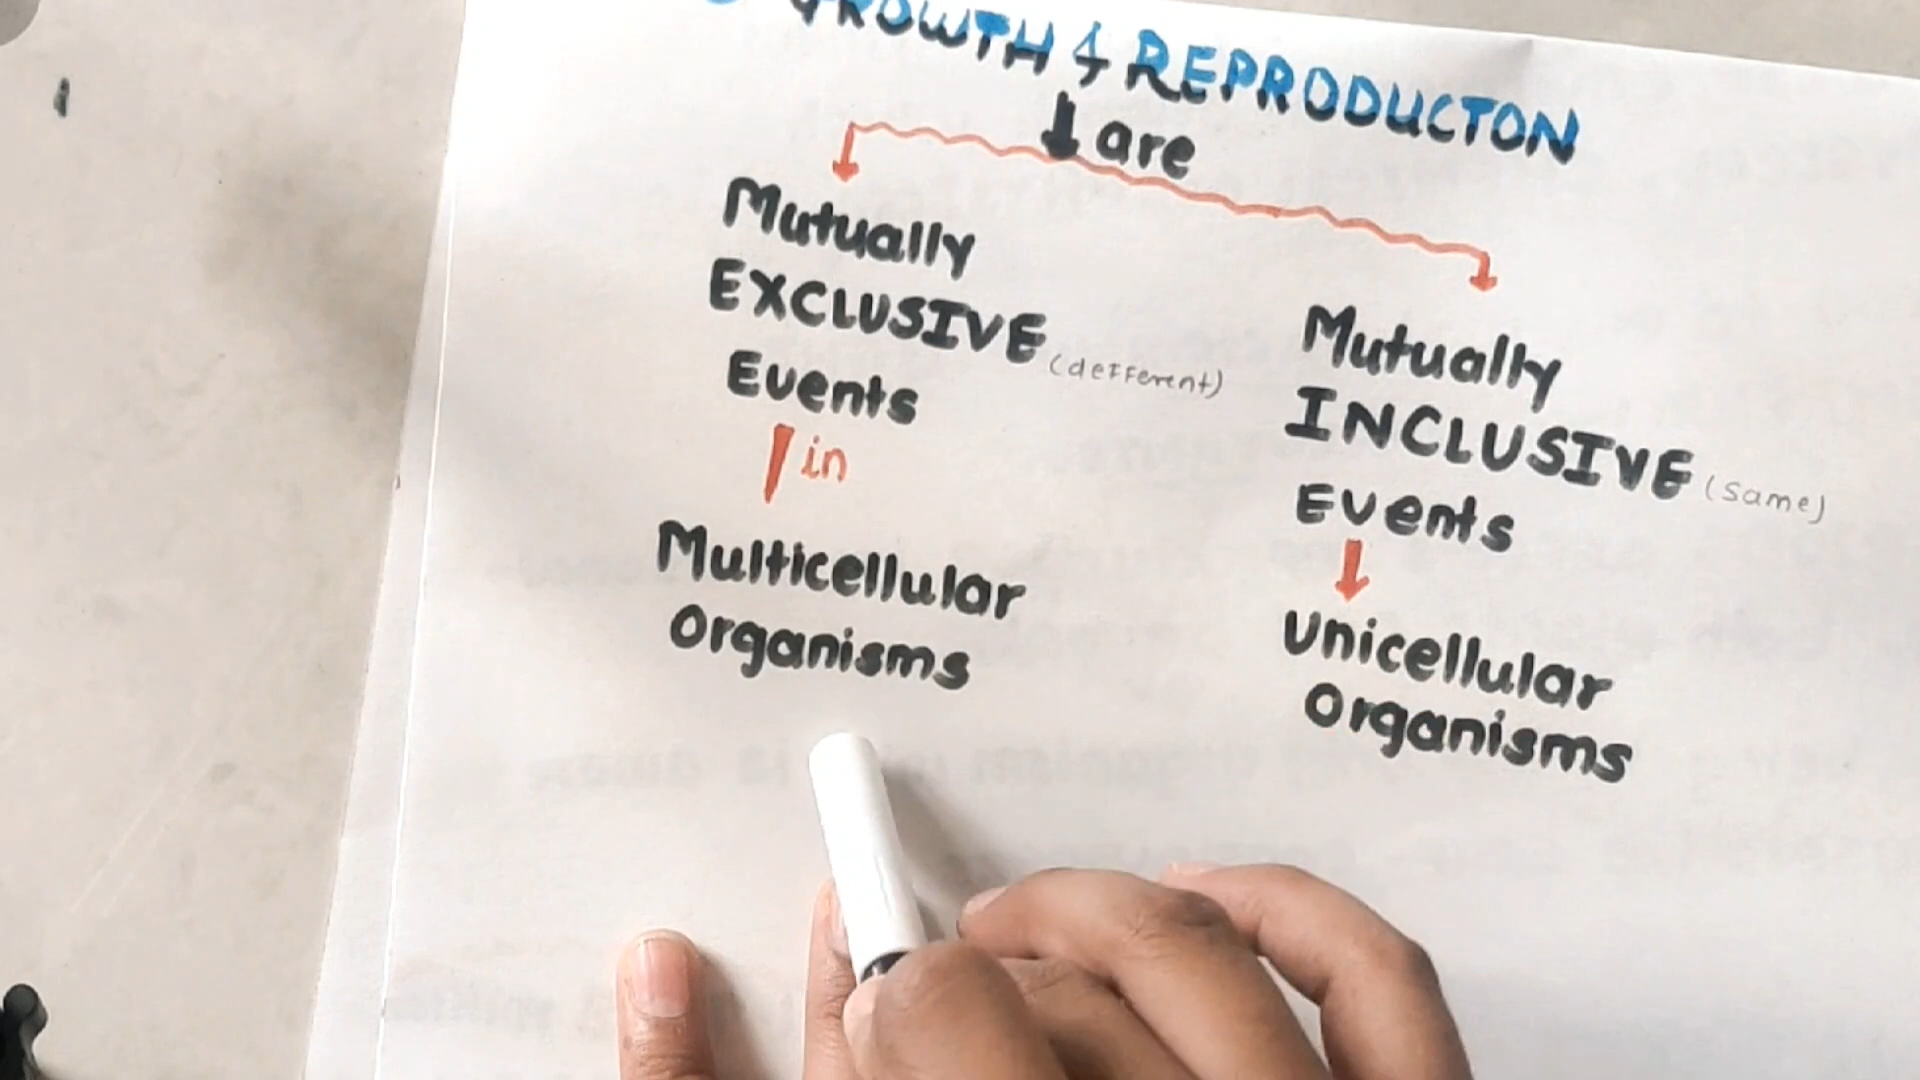 GROWTH & REPRODUCTON
are
Mutually
EXCLUSIVE (defferent)
Events
in
Multicellular
Organisms
Mutually
INCLUSIVE (same)
Events
Unicellular
Organisms